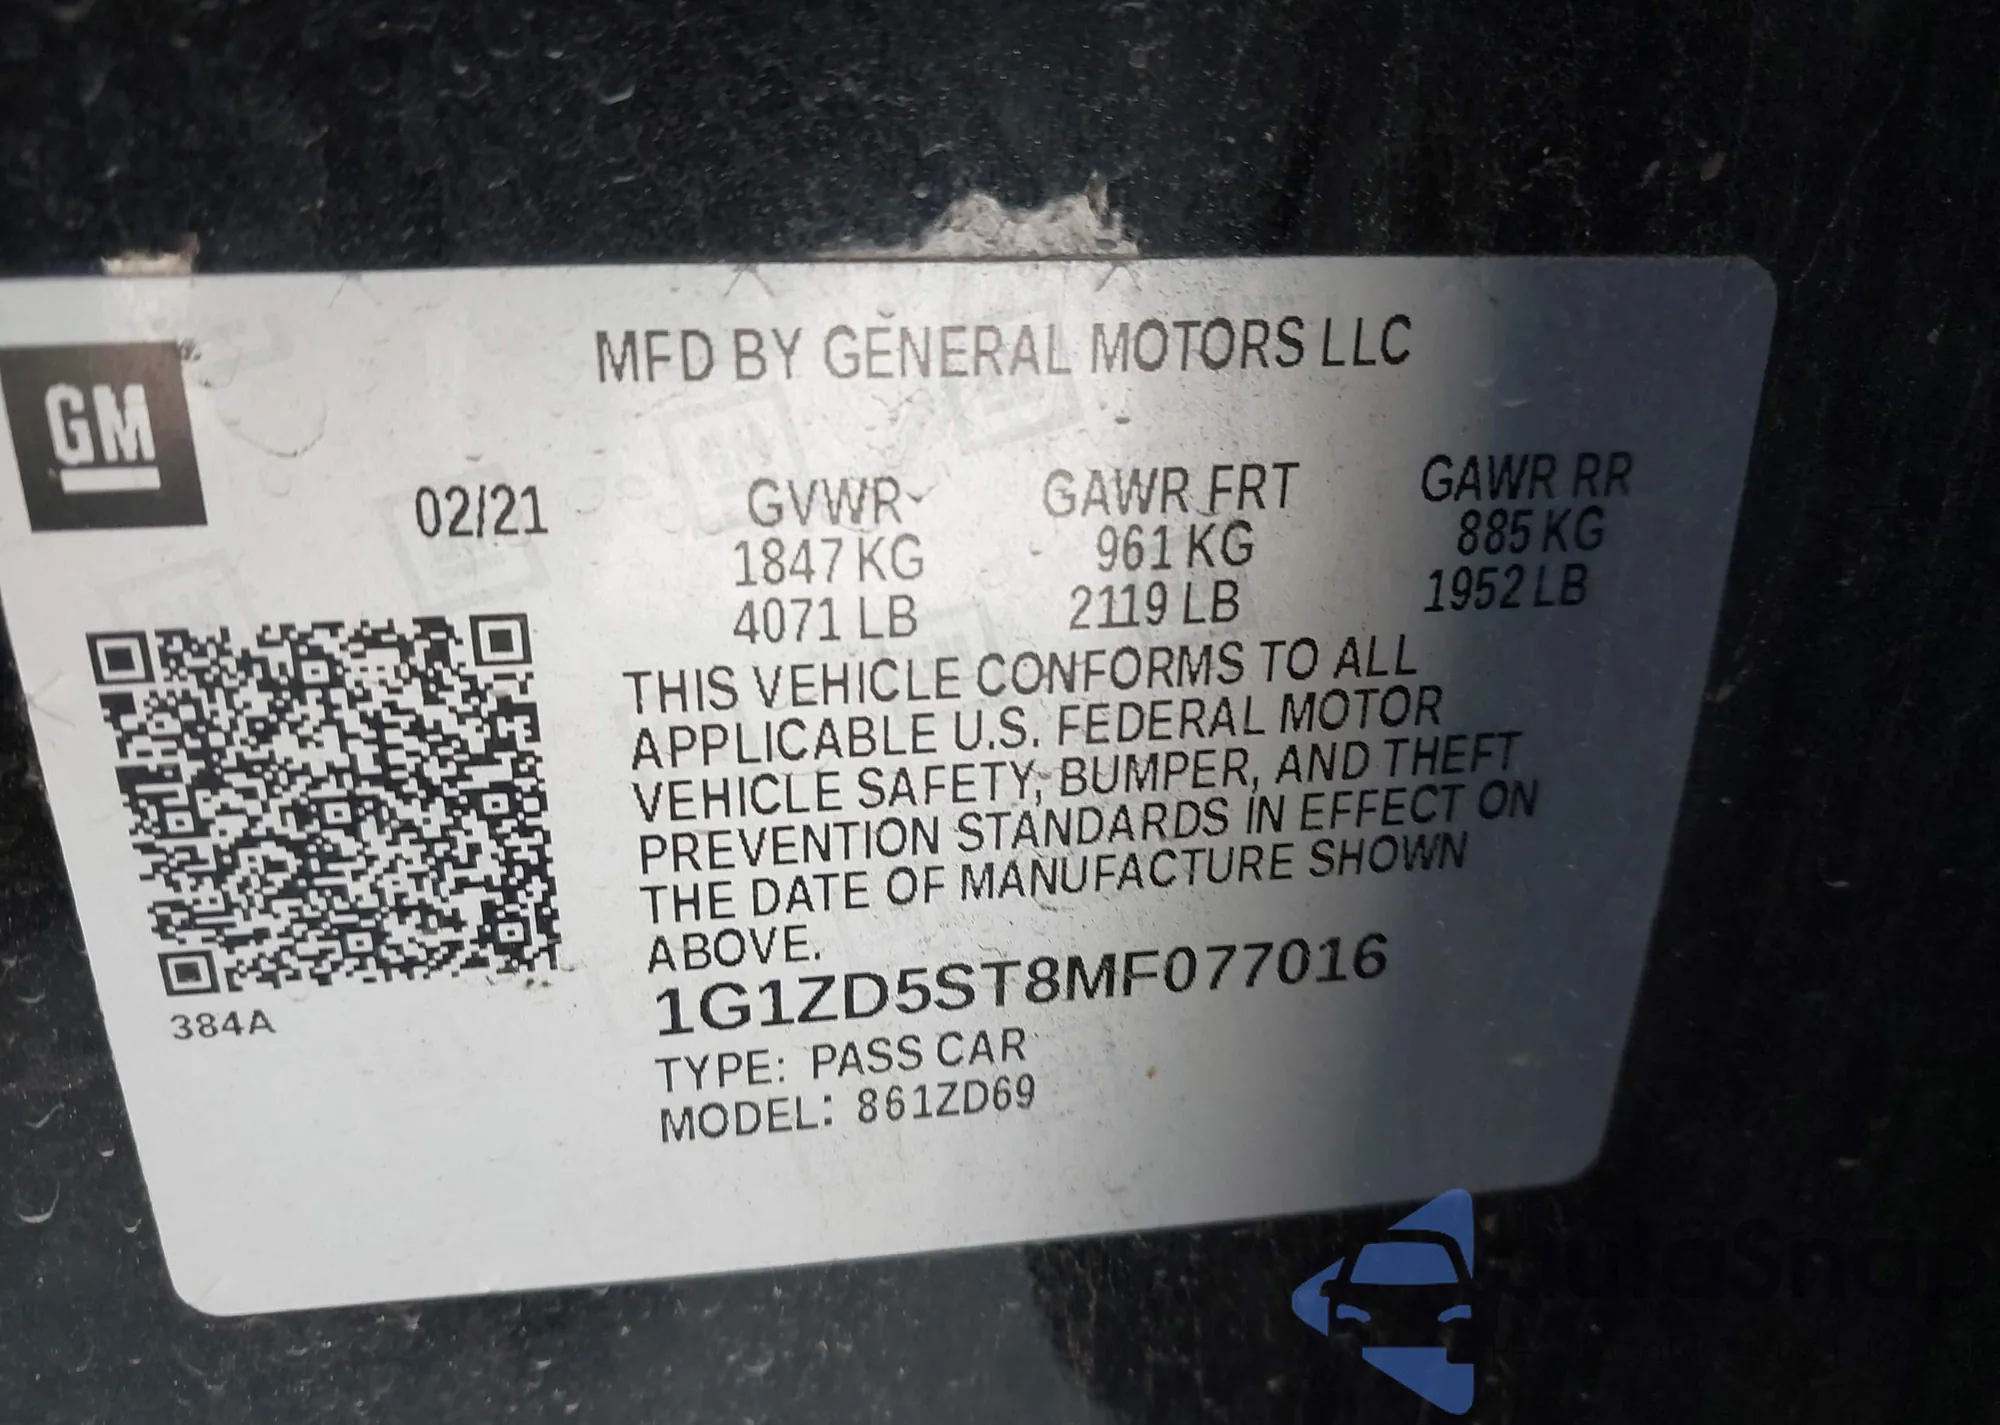 MFD BY GENERAL MOTORS LLC
GM
02/21
GVWR GAWR FRT GAWR RR
1847 KG 961 KG 885 KG
4071 LB 2119 LB 1952 LB
THIS VEHICLE CONFORMS TO ALL
APPLICABLE U.S. FEDERAL MOTOR
VEHICLE SAFETY, BUMPER, AND THEFT
PREVENTION STANDARDS IN EFFECT ON
THE DATE OF MANUFACTURE SHOWN
ABOVE.
1G1ZD5ST8MF077016
384A
TYPE: PASS CAR
MODEL: 861ZD69